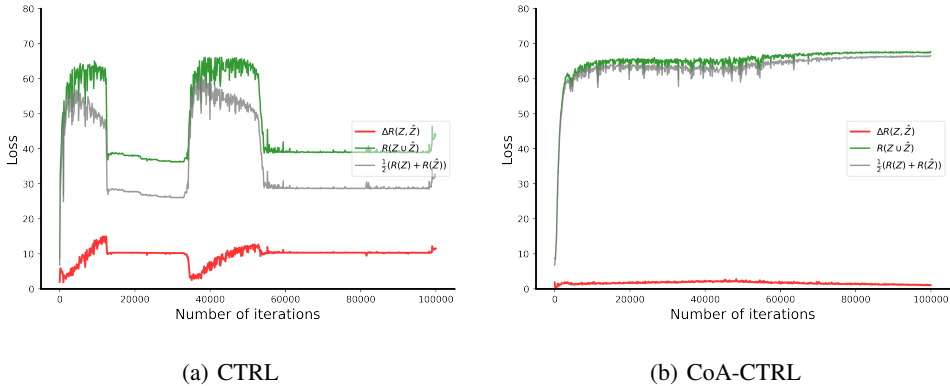 80
70
60
50
40
30
20
10
0
Loss
ΔR(Z, Ẑ)
R(Z ∪ Ẑ)
½(R(Z) + R(Ẑ))
0 20000 40000 60000 80000 100000
Number of iterations
(a) CTRL
80
70
60
50
40
30
20
10
0
Loss
ΔR(Z, Ẑ)
R(Z ∪ Ẑ)
½(R(Z) + R(Ẑ))
0 20000 40000 60000 80000 100000
Number of iterations
(b) CoA-CTRL